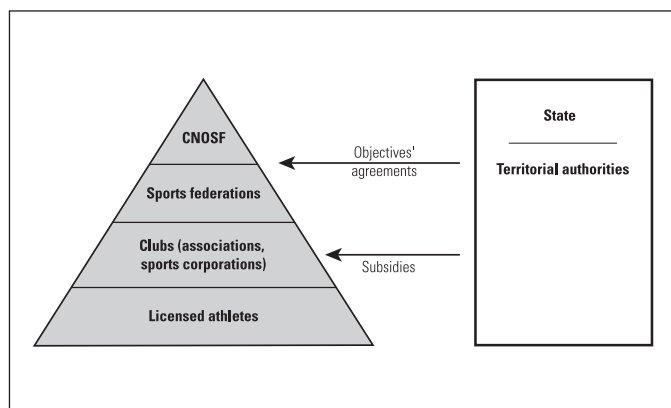 CNOSF
Sports federations
Clubs (associations,
sports corporations)
Licensed athletes
Objectives'
agreements
Subsidies
State
Territorial authorities